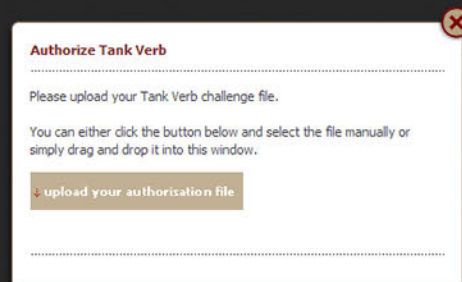 Authorize Tank Verb
Please upload your Tank Verb challenge file.
You can either click the button below and select the file manually or
simply drag and drop it into this window.
↓ upload your authorisation file